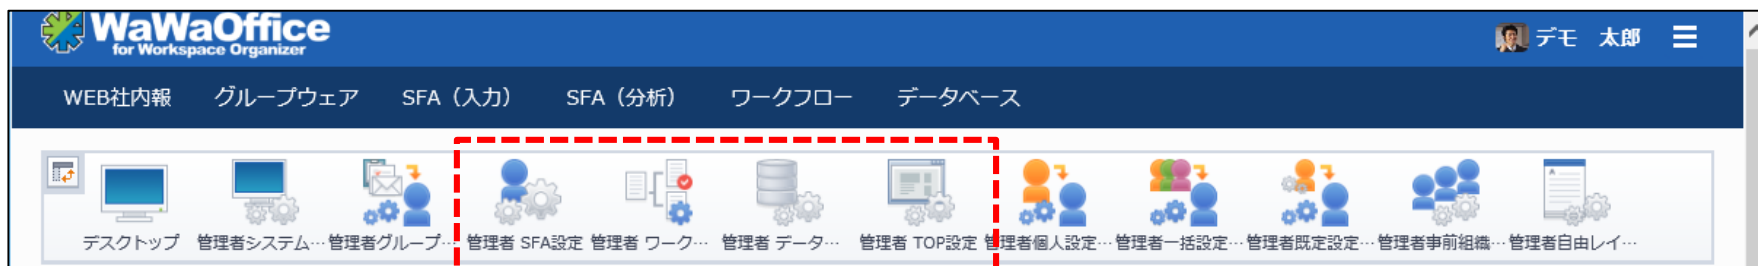 WaWaOffice
for Workspace Organizer
デモ 太郎
WEB社内報 グループウェア SFA（入力） SFA（分析） ワークフロー データベース
デスクトップ 管理者システム… 管理者グループ… 管理者 SFA設定 管理者 ワーク… 管理者 データ… 管理者 TOP設定 管理者個人設定… 管理者一括設定… 管理者既定設定… 管理者事前組織… 管理者自由レイ…